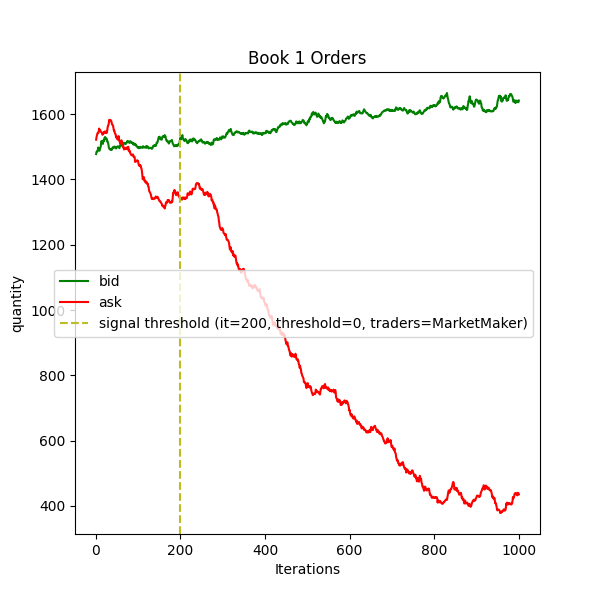 Book 1 Orders
1600
1400
1200
1000
800
600
400
quantity
bid
ask
signal threshold (it=200, threshold=0, traders=MarketMaker)
0 200 400 600 800 1000
Iterations